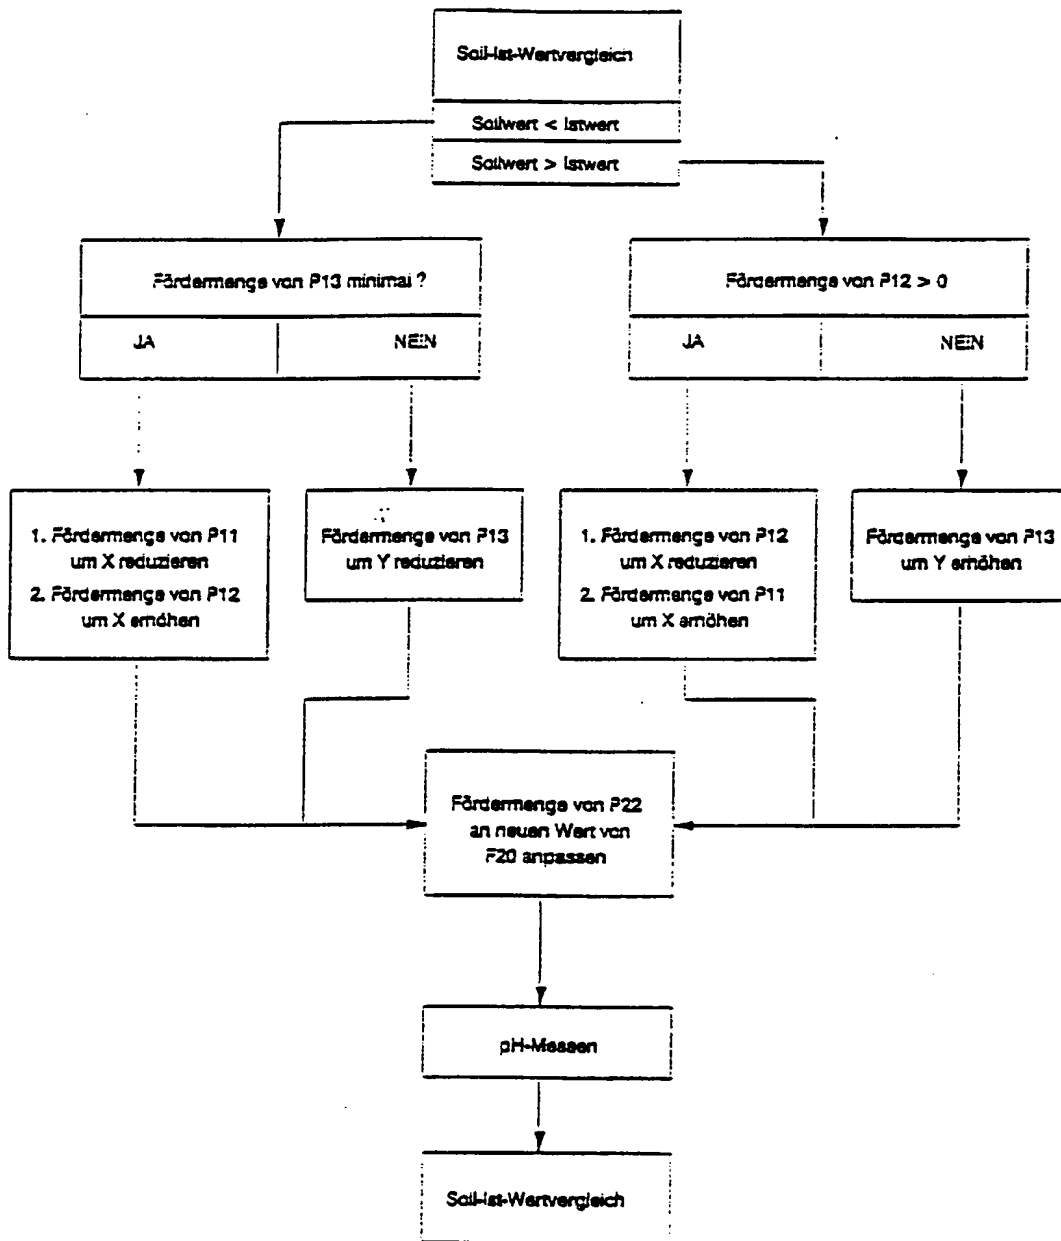 Soll-Ist-Wertvergleich
Sollwert < Istwert
Sollwert > Istwert
Fördermenge von P13 minimal ?
Fördermenge von P12 > 0
JA
NEIN
JA
NEIN
1. Fördermenge von P11
um X reduzieren
2. Fördermenge von P12
um X erhöhen
Fördermenge von P13
um Y reduzieren
1. Fördermenge von P12
um X reduzieren
2. Fördermenge von P11
um X erhöhen
Fördermenge von P13
um Y erhöhen
Fördermenge von P22
an neuen Wert von
F20 anpassen
pH-Messen
Soll-Ist-Wertvergleich